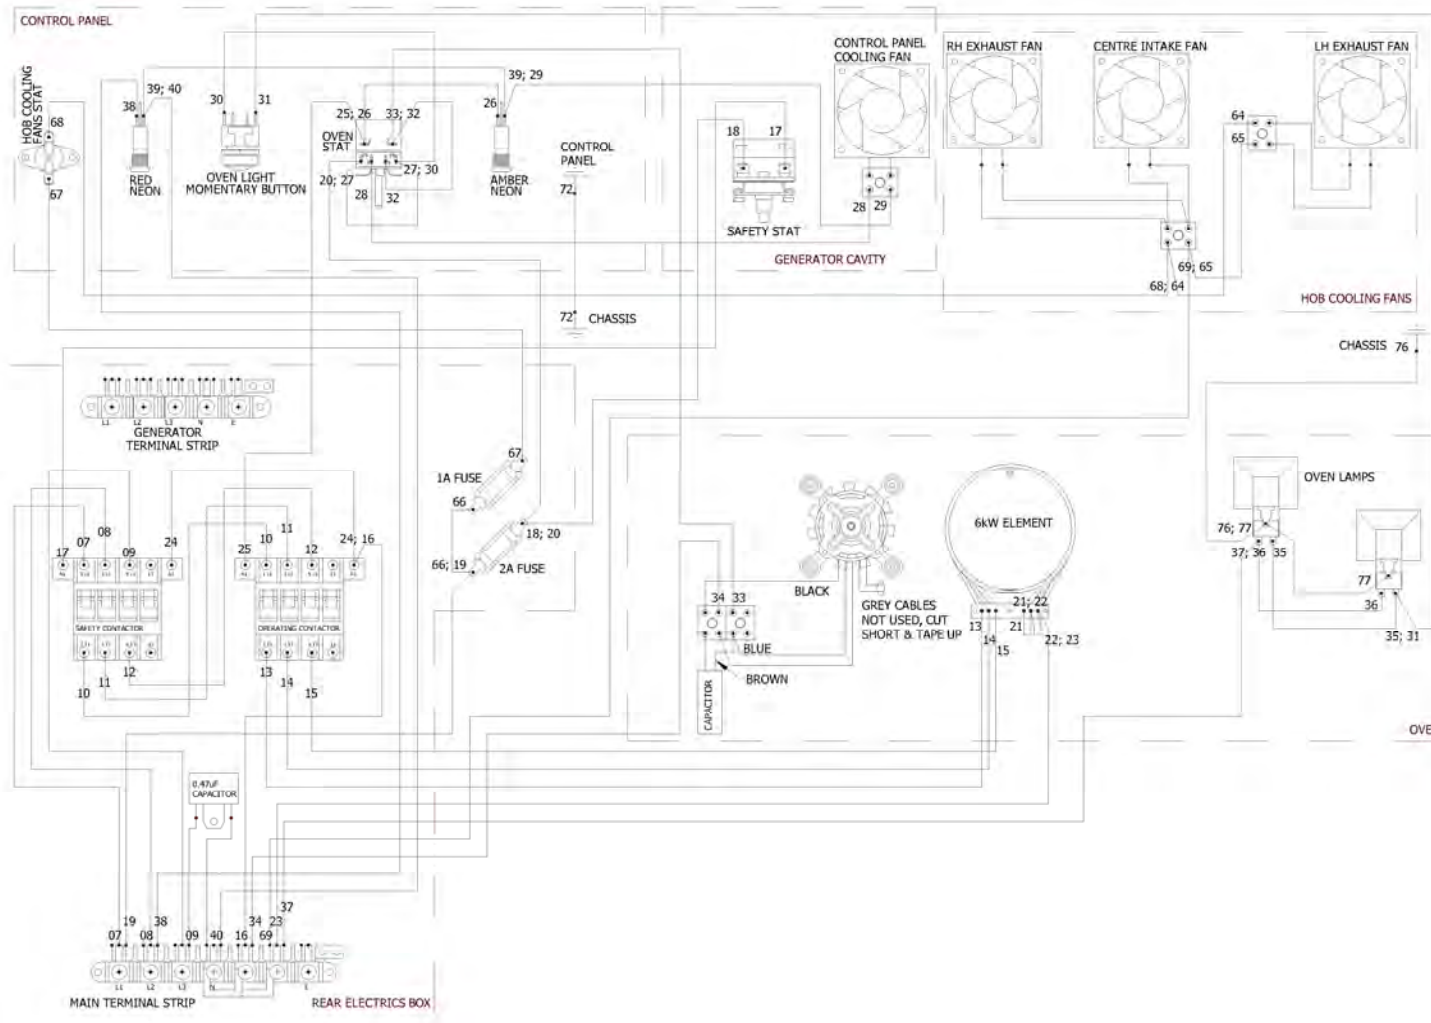 CONTROL PANEL
HOB COOLING
FANS STAT
68
67
38
39; 40
RED
NEON
30
31
OVEN LIGHT
MOMENTARY BUTTON
25; 26
33; 32
OVEN
STAT
20; 27
27; 30
28
32
26
39; 29
AMBER
NEON
CONTROL
PANEL
72
72
CHASSIS
18
17
SAFETY STAT
CONTROL PANEL
COOLING FAN
28
29
GENERATOR CAVITY
RH EXHAUST FAN
CENTRE INTAKE FAN
LH EXHAUST FAN
64
65
69; 65
68; 64
HOB COOLING FANS
CHASSIS 76
L1
L2
L3
N
E
GENERATOR
TERMINAL STRIP
1A FUSE
67
66
18; 20
66; 19
2A FUSE
17
07
08
09
24
SAFETY CONTACTOR
10
11
12
25
10
11
12
24; 16
OPERATING CONTACTOR
13
14
15
BLACK
34
33
BLUE
BROWN
CAPACITOR
GREY CABLES
NOT USED, CUT
SHORT & TAPE UP
6kW ELEMENT
13
14
15
21; 22
21
22; 23
OVEN LAMPS
76; 77
37; 36
35
77
36
35; 31
OVE
0.47uF
CAPACITOR
37
19
38
34
23
07
08
09
40
16
69
L1
L2
L3
N
E
MAIN TERMINAL STRIP
REAR ELECTRICS BOX